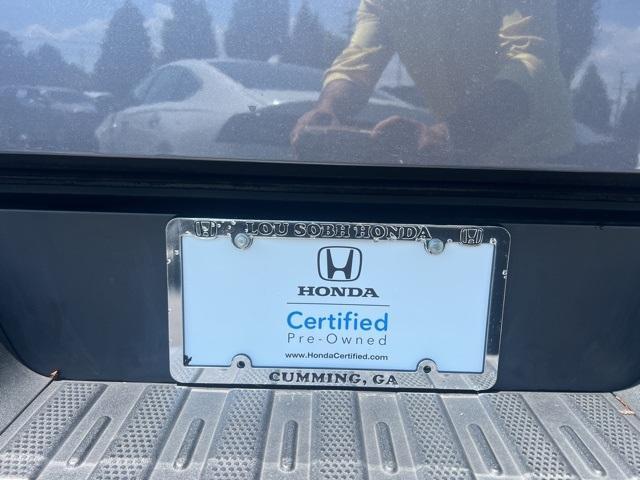 LOU SOBH HONDA
HONDA
Certified
Pre-Owned
www.HondaCertified.com
CUMMING, GA